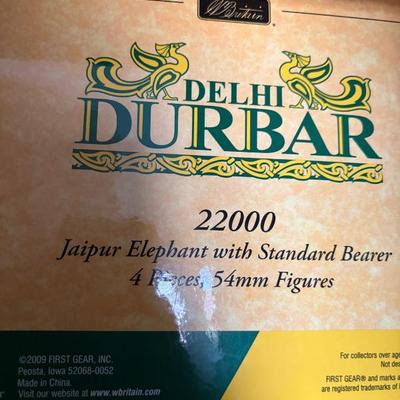 W Britain
DELHI
DURBAR
22000
Jaipur Elephant with Standard Bearer
4 Pieces, 54mm Figures
©2009 FIRST GEAR, INC.
Peosta, Iowa 52068-0052
Made in China.
Visit our website at www.wbritain.com
For collectors over age
Not des
FIRST GEAR® and marks a
are registered trademarks of